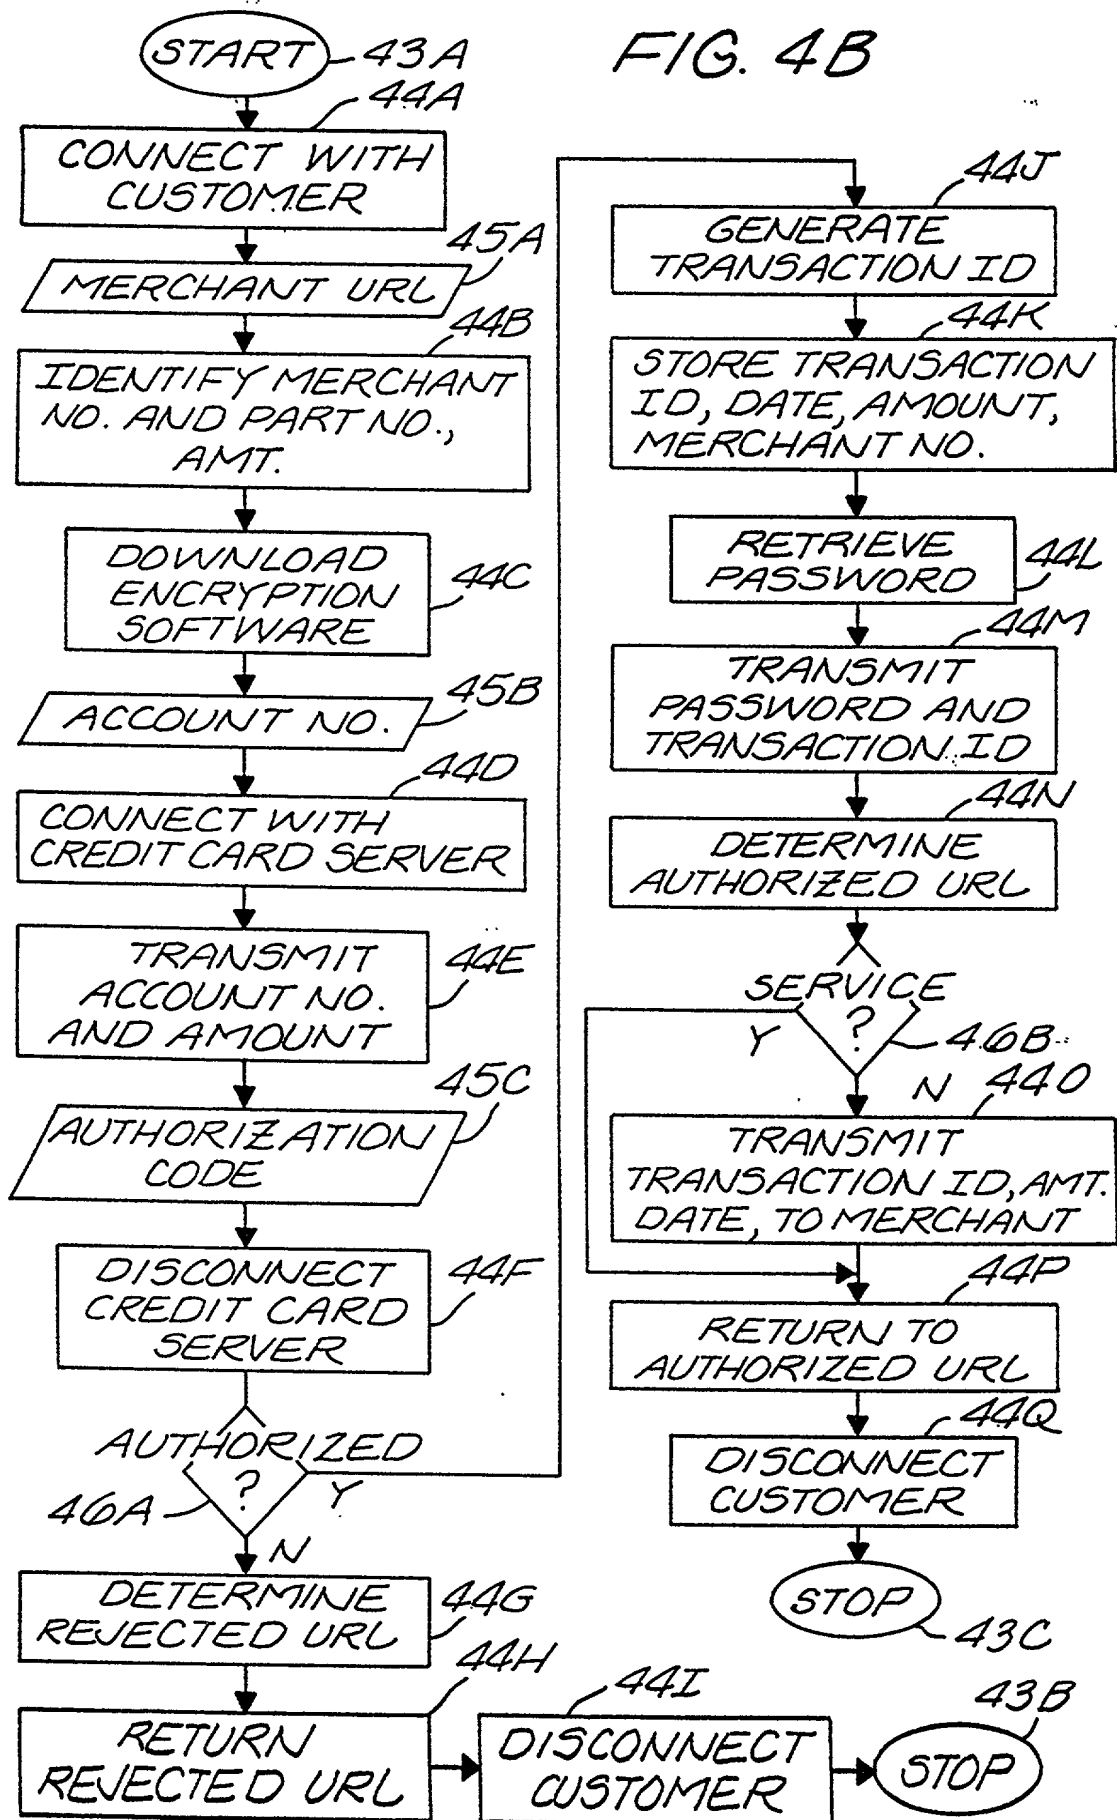 FIG. 4B
START
43A
44A
CONNECT WITH
CUSTOMER
45A
MERCHANT URL
44B
IDENTIFY MERCHANT
NO. AND PART NO.,
AMT.
DOWNLOAD
ENCRYPTION
SOFTWARE
44C
45B
ACCOUNT NO.
44D
CONNECT WITH
CREDIT CARD SERVER
TRANSMIT
ACCOUNT NO.
AND AMOUNT
44E
45C
AUTHORIZATION
CODE
DISCONNECT
CREDIT CARD
SERVER
44F
AUTHORIZED
?
Y
46A
N
DETERMINE
REJECTED URL
44G
44H
RETURN
REJECTED URL
44I
DISCONNECT
CUSTOMER
43B
STOP
44J
GENERATE
TRANSACTION ID
44K
STORE TRANSACTION
ID, DATE, AMOUNT,
MERCHANT NO.
RETRIEVE
PASSWORD
44L
44M
TRANSMIT
PASSWORD AND
TRANSACTION ID
44N
DETERMINE
AUTHORIZED URL
SERVICE
?
Y
46B
N
44O
TRANSMIT
TRANSACTION ID, AMT.
DATE, TO MERCHANT
44P
RETURN TO
AUTHORIZED URL
44Q
DISCONNECT
CUSTOMER
STOP
43C